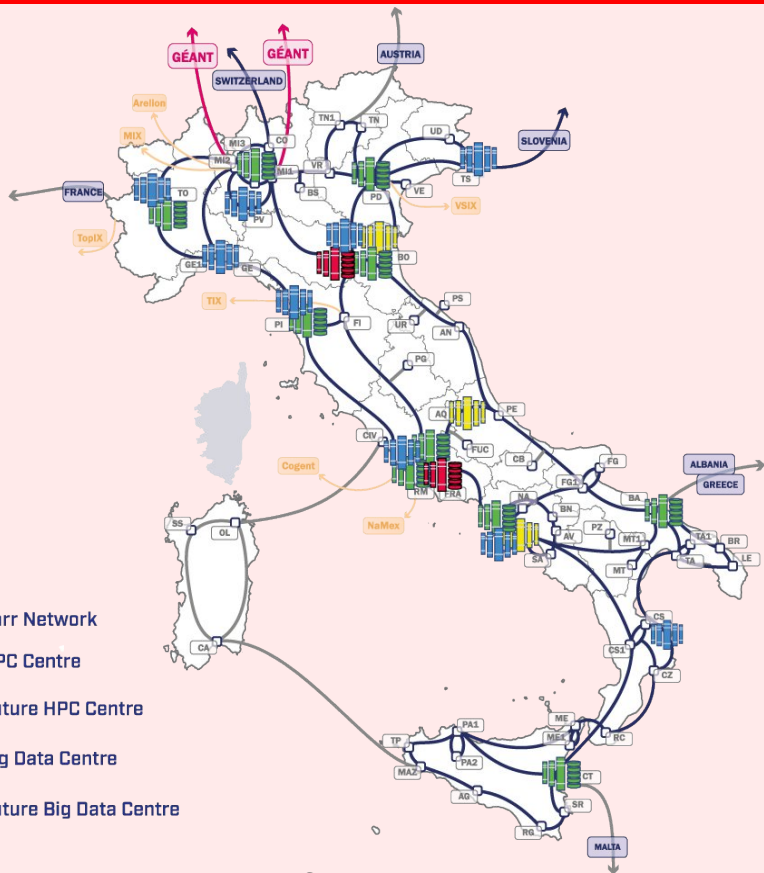 GÉANT
GÉANT
AUSTRIA
SWITZERLAND
Arelion
MIX
SLOVENIA
TN1
TN
UD
MI3
CO
MI2
MI1
VR
BS
TS
PD
VE
VSIX
FRANCE
TO
PV
TopIX
BO
GE1
GE
TIX
PI
FI
PS
UR
AN
PG
AQ
PE
CIV
FUC
CB
FG
FG1
Cogent
RM
FRA
NaMex
ALBANIA
GREECE
NA
BA
BN
AV
PZ
MT1
TA1
BR
SA
MT
TA
LE
SS
OL
CA
CS
CS1
CZ
rr Network
PC Centre
uture HPC Centre
g Data Centre
uture Big Data Centre
ME
PA1
ME1
RC
TP
PA2
MAZ
CT
AG
SR
RG
MALTA